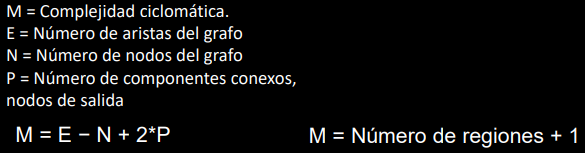 M = Complejidad ciclomática.
E = Número de aristas del grafo
N = Número de nodos del grafo
P = Número de componentes conexos,
nodos de salida
M = E − N + 2*P
M = Número de regiones + 1